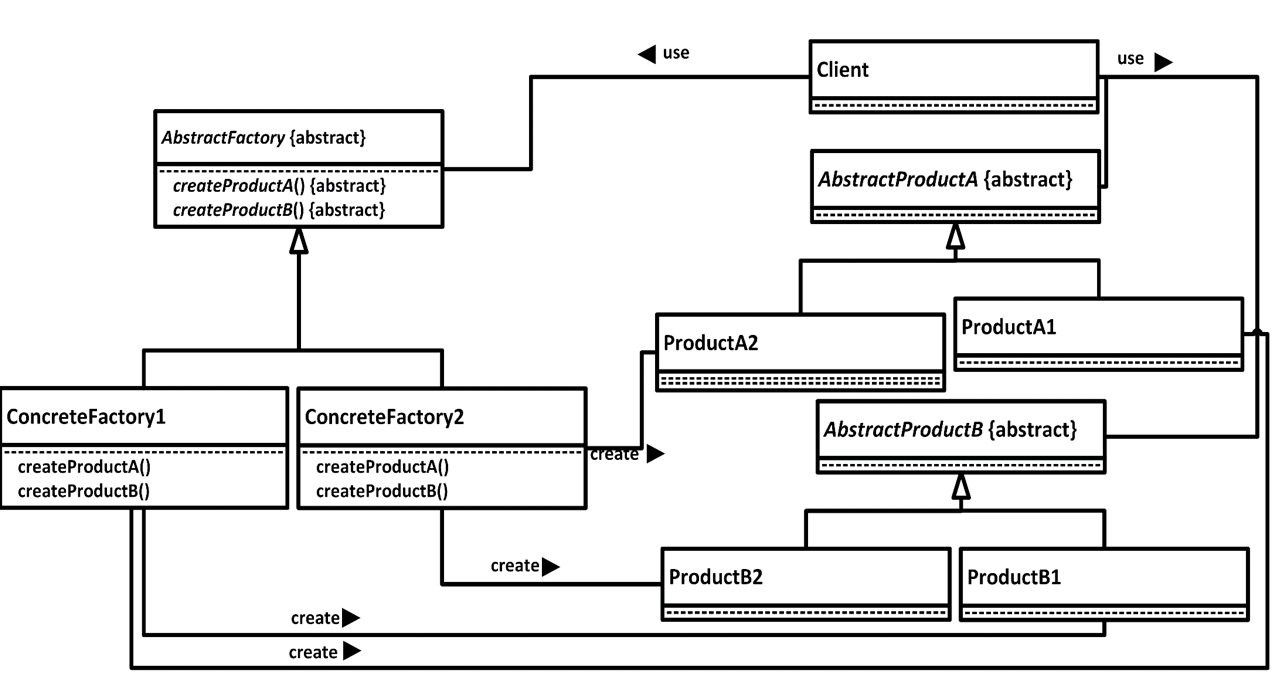 use
Client
use
AbstractFactory {abstract}
createProductA() {abstract}
createProductB() {abstract}
AbstractProductA {abstract}
ProductA2
ProductA1
ConcreteFactory1
createProductA()
createProductB()
ConcreteFactory2
createProductA()
createProductB()
create
AbstractProductB {abstract}
create
ProductB2
ProductB1
create
create